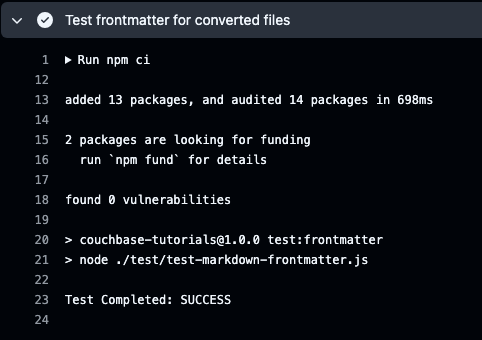 Test frontmatter for converted files
1 ▶ Run npm ci
12
13 added 13 packages, and audited 14 packages in 698ms
14
15 2 packages are looking for funding
16   run `npm fund` for details
17
18 found 0 vulnerabilities
19
20 > couchbase-tutorials@1.0.0 test:frontmatter
21 > node ./test/test-markdown-frontmatter.js
22
23 Test Completed: SUCCESS
24